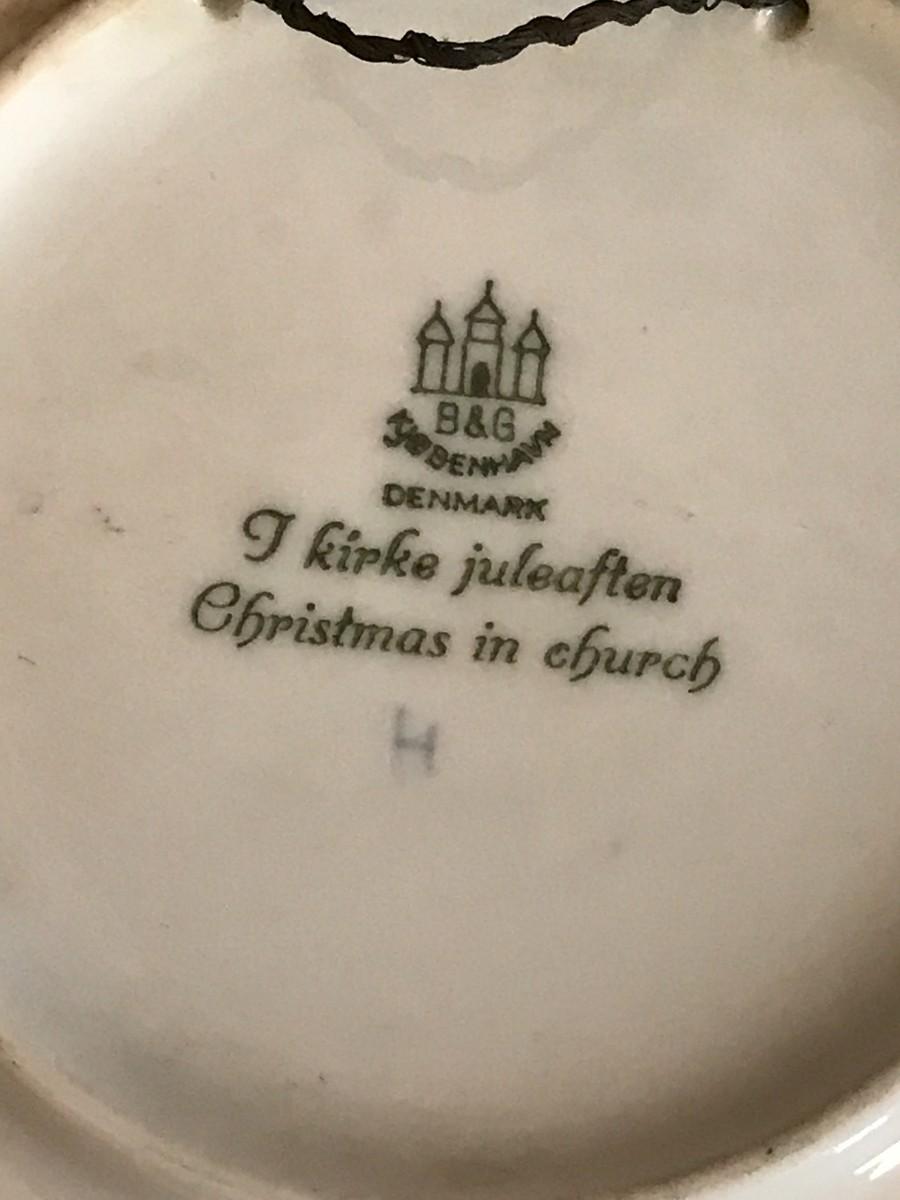 B&G
KJØBENHAVN
DENMARK
I kirke juleaften
Christmas in church
H